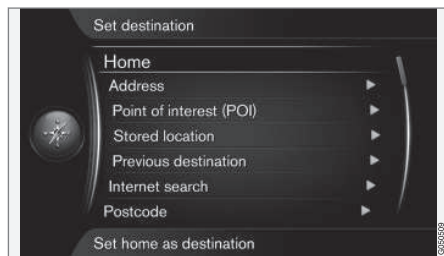 Set destination
Home
Address
Point of interest (POI)
Stored location
Previous destination
Internet search
Postcode
Set home as destination
G050509